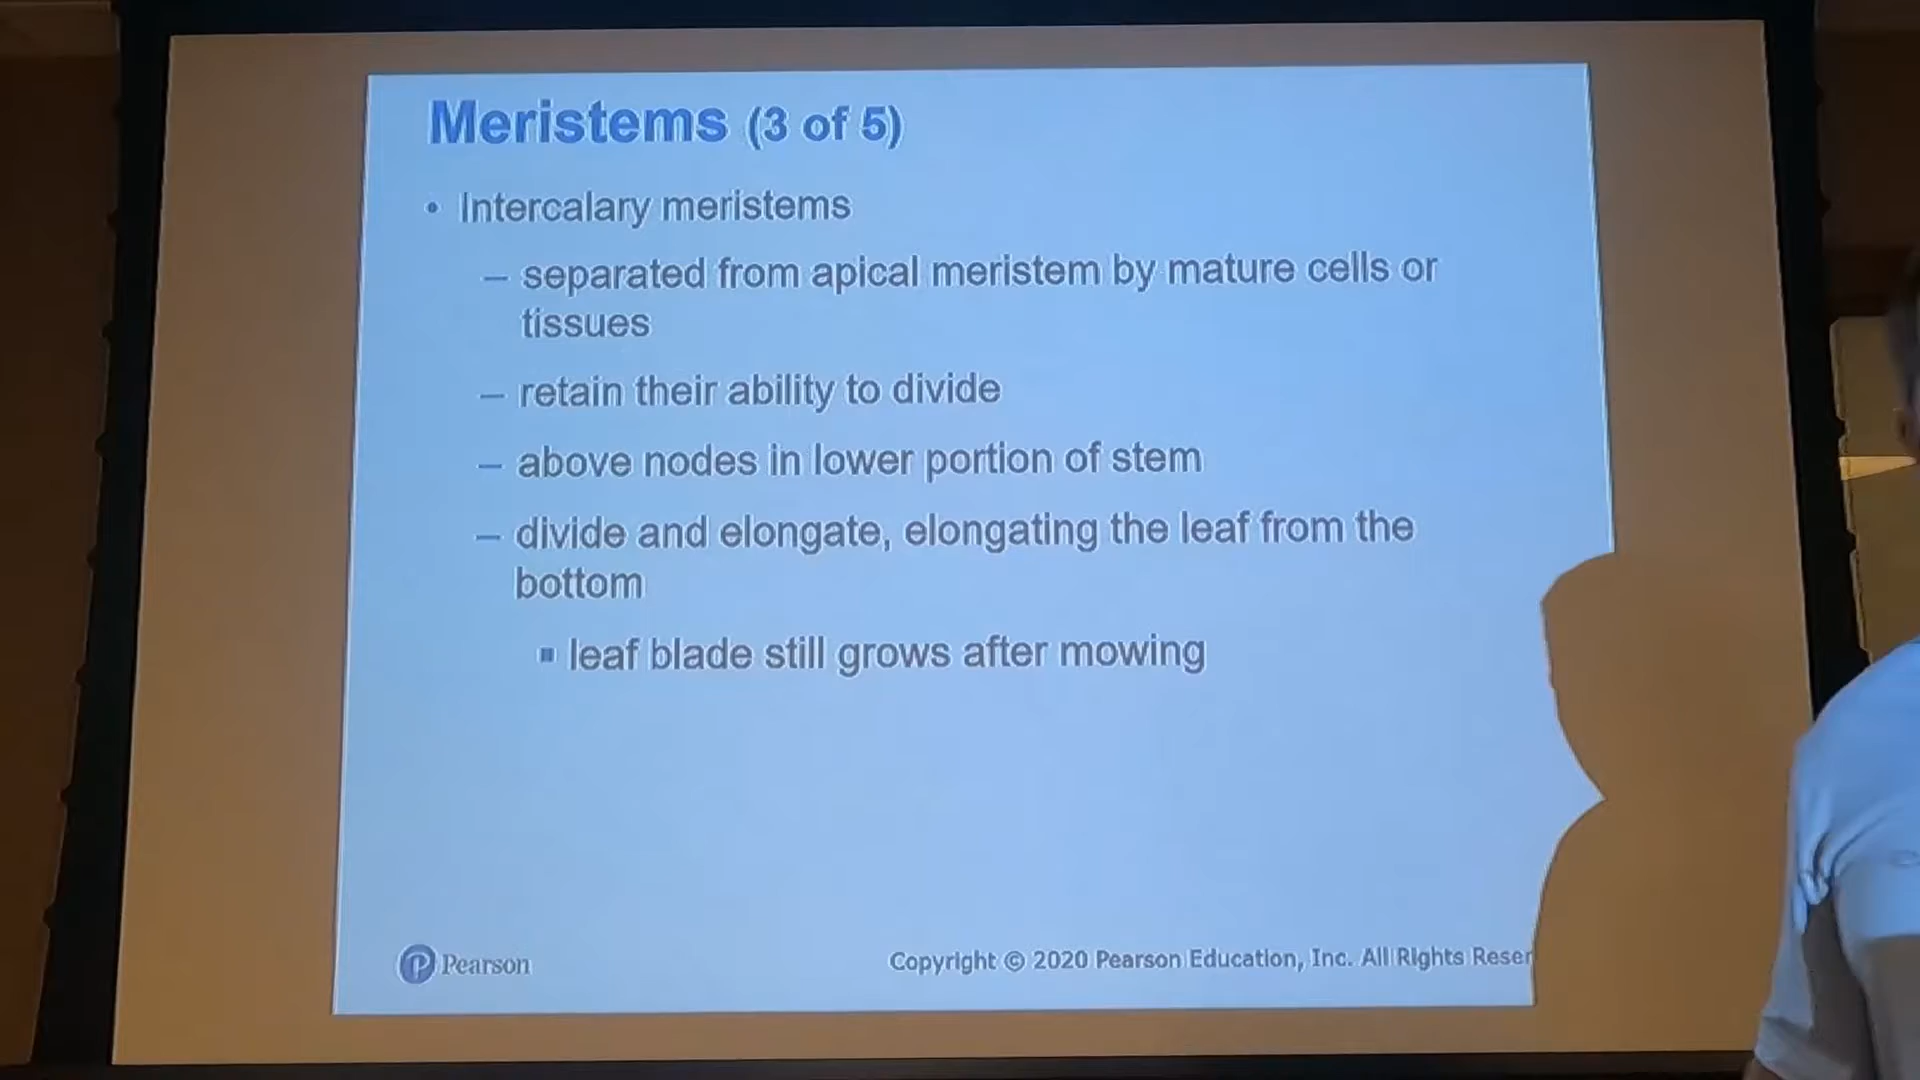 Meristems (3 of 5)
• Intercalary meristems
– separated from apical meristem by mature cells or
tissues
– retain their ability to divide
– above nodes in lower portion of stem
– divide and elongate, elongating the leaf from the
bottom
▪ leaf blade still grows after mowing
Pearson
Copyright © 2020 Pearson Education, Inc. All Rights Reser